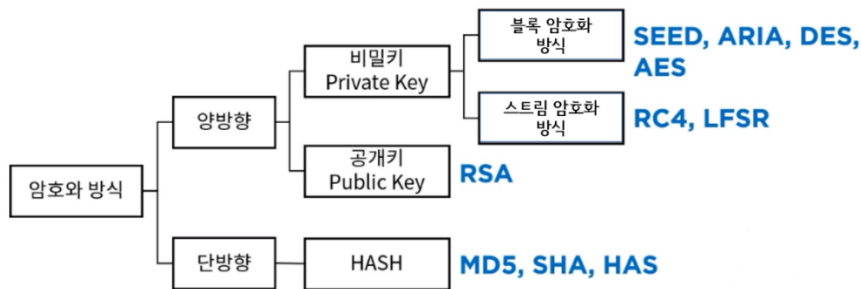 암호와 방식
양방향
비밀키
Private Key
블록 암호화
방식
SEED, ARIA, DES,
AES
스트림 암호화
방식
RC4, LFSR
공개키
Public Key
RSA
단방향
HASH
MD5, SHA, HAS